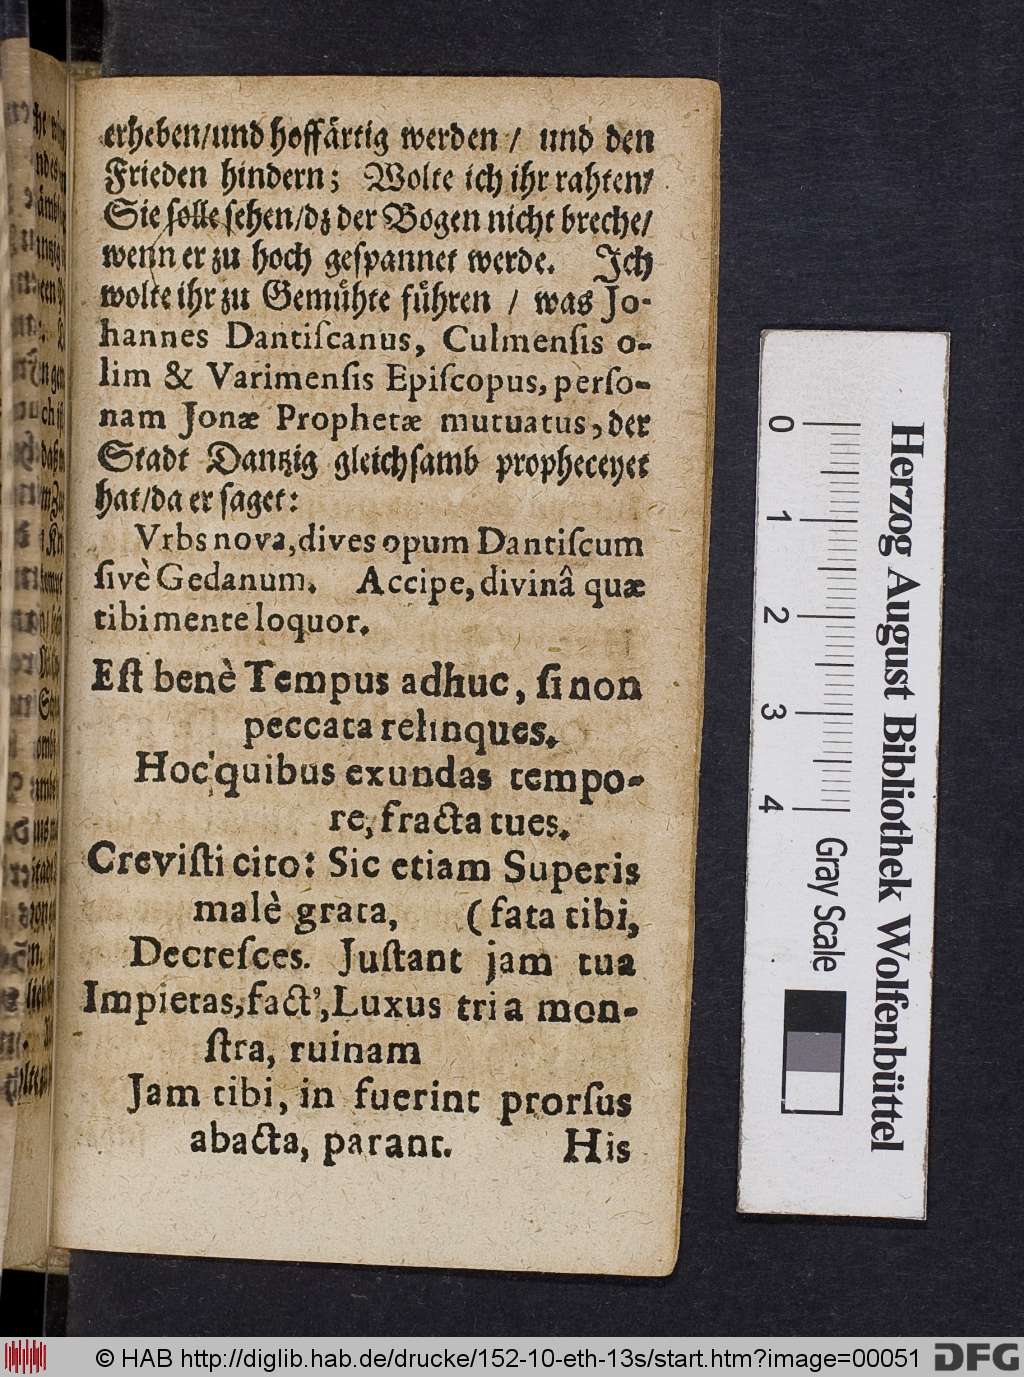 erheben/und hoffärtig werden / und den
Frieden hindern; Wolte ich ihr rahten/
Sie solle sehen/dz der Bogen nicht breche/
wenn er zu hoch gespannet werde. Ich
wolte ihr zu Gemühte führen / was Jo-
hannes Dantiſcanus, Culmenſis o-
lim & Varimenſis Epiſcopus, perſo-
nam Jonæ Prophetæ mutuatus, der
Stadt Dantzig gleichsamb propheceyet
hat/da er saget:
Vrbs nova, dives opum Dantiſcum
ſivè Gedanum. Accipe, divinâ quæ
tibi mente loquor.
Eſt benè Tempus adhuc, ſi non
peccata relinques.
Hoc quibus exundas tempo-
re, fracta tues.
Creviſti cito: Sic etiam Superis
malè grata, (fata tibi,
Decreſces. Juſtant jam tua
Impietas, fact', Luxus tria mon-
ſtra, ruinam
Jam tibi, in fuerint prorſus
abacta, parant. His
Herzog August Bibliothek Wolfenbüttel
0 1 2 3 4 Gray Scale
© HAB http://diglib.hab.de/drucke/152-10-eth-13s/start.htm?image=00051
DFG